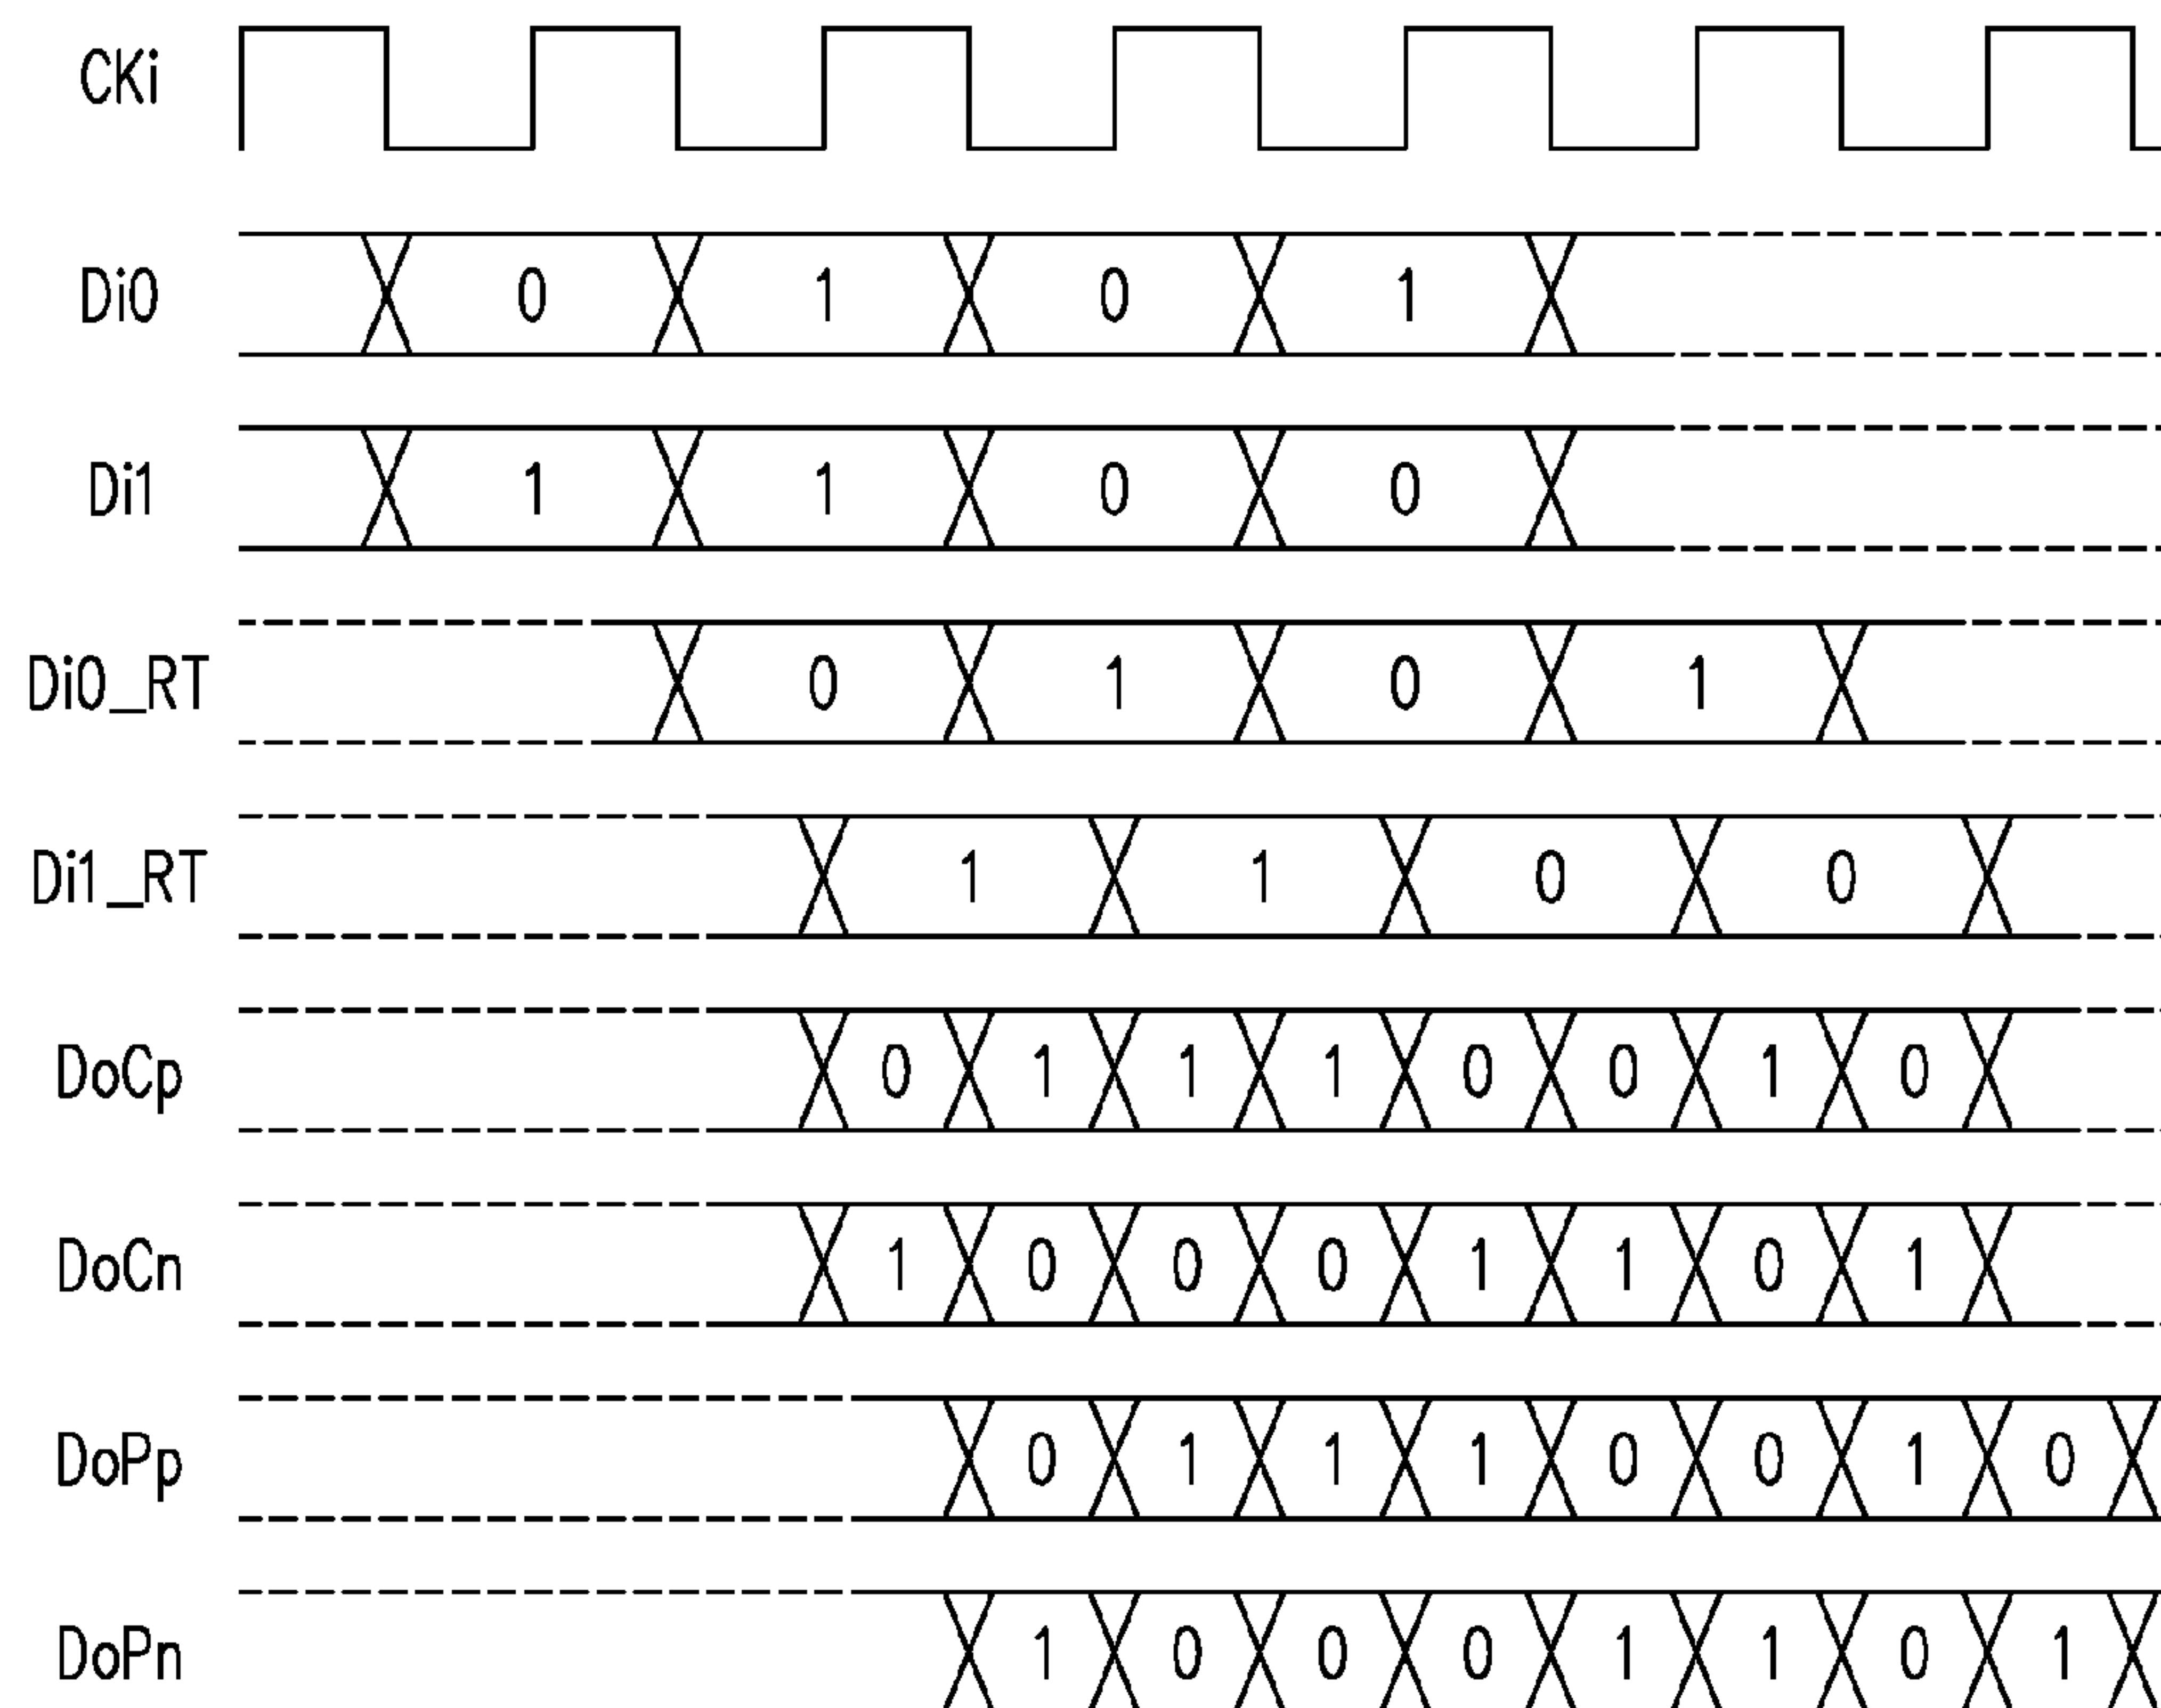 CKi
Di0 0 1 0 1
Di1 1 1 0 0
Di0_RT 0 1 0 1
Di1_RT 1 1 0 0
DoCp 0 1 1 1 0 0 1 0
DoCn 1 0 0 0 1 1 0 1
DoPp 0 1 1 1 0 0 1 0
DoPn 1 0 0 0 1 1 0 1